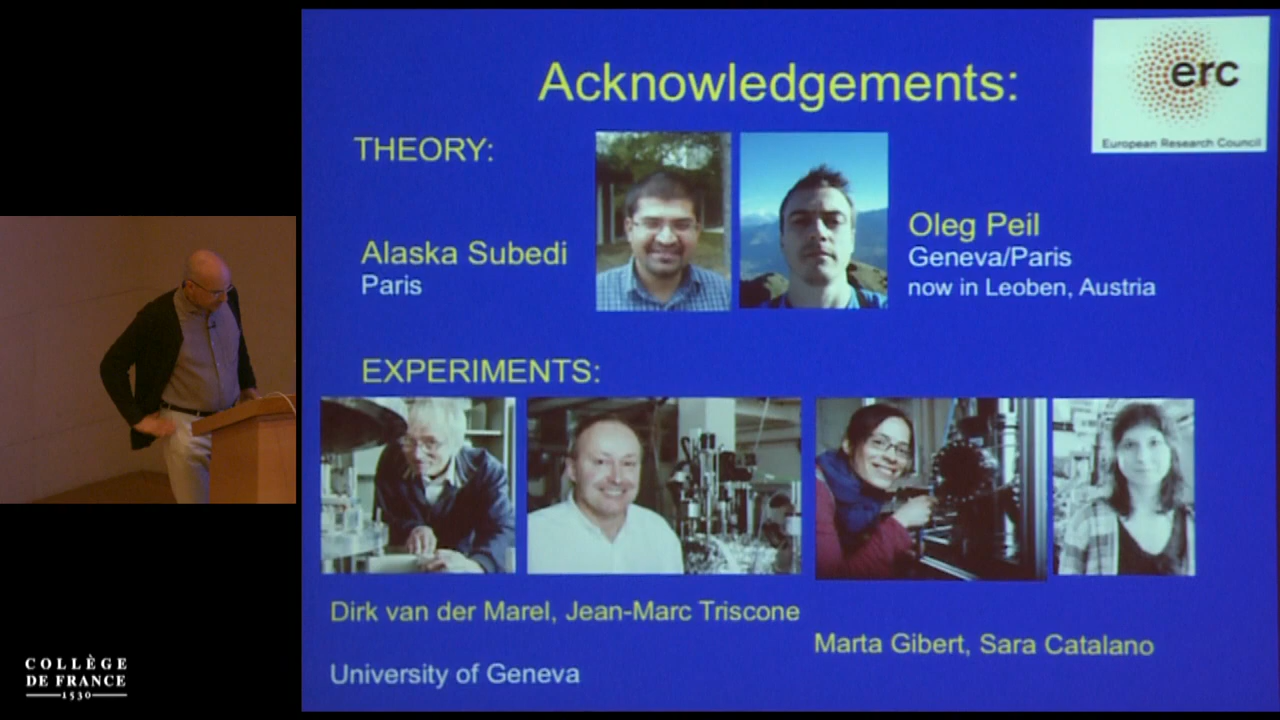 Acknowledgements:
erc
European Research Council
THEORY:
Alaska Subedi
Paris
Oleg Peil
Geneva/Paris
now in Leoben, Austria
EXPERIMENTS:
Dirk van der Marel, Jean-Marc Triscone
Marta Gibert, Sara Catalano
University of Geneva
COLLÈGE
DE FRANCE
1530